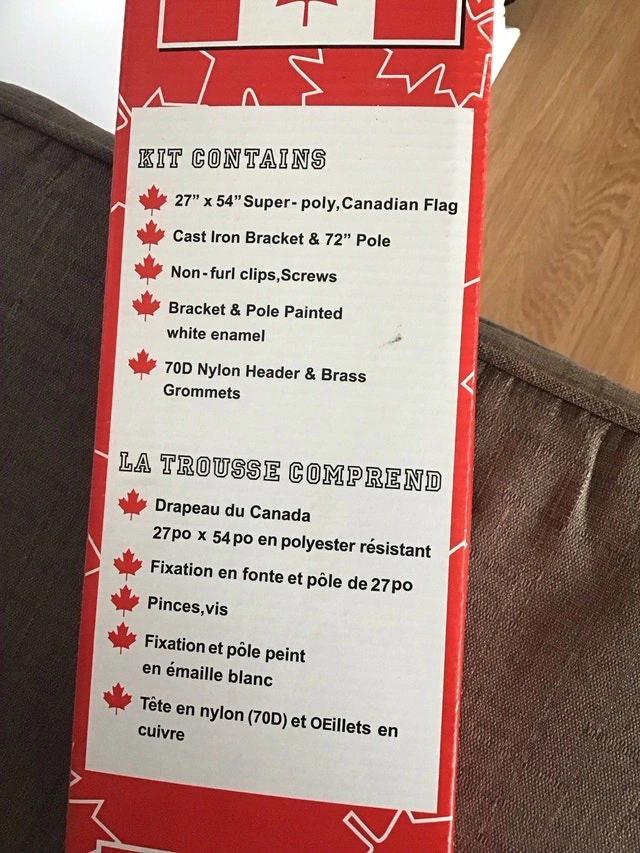 KIT CONTAINS
27” x 54” Super- poly, Canadian Flag
Cast Iron Bracket & 72” Pole
Non-furl clips,Screws
Bracket & Pole Painted
white enamel
70D Nylon Header & Brass
Grommets
LA TROUSSE COMPREND
Drapeau du Canada
27po x 54po en polyester résistant
Fixation en fonte et pôle de 27po
Pinces,vis
Fixation et pôle peint
en émaille blanc
Tête en nylon (70D) et OEillets en
cuivre